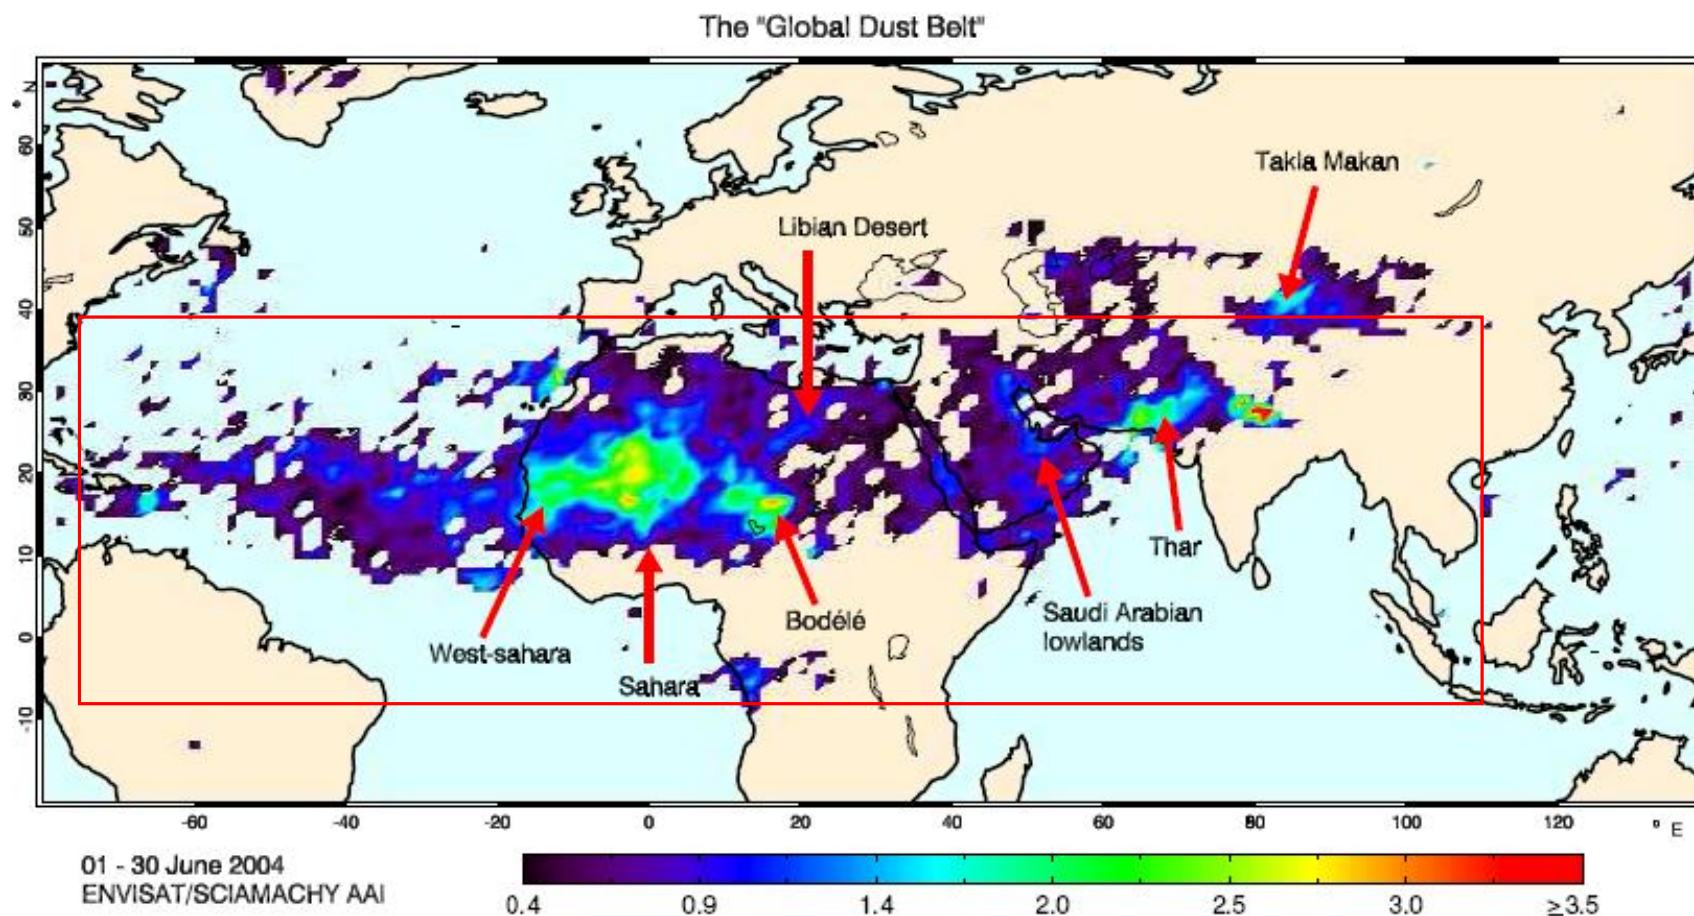 The "Global Dust Belt"
° N
60
50
40
30
20
10
0
-10
Takla Makan
Libian Desert
Thar
Saudi Arabian
lowlands
Bodélé
West-sahara
Sahara
-60
-40
-20
0
20
40
60
80
100
120
° E
01 - 30 June 2004
ENVISAT/SCIAMACHY AAI
0.4
0.9
1.4
2.0
2.5
3.0
≥3.5